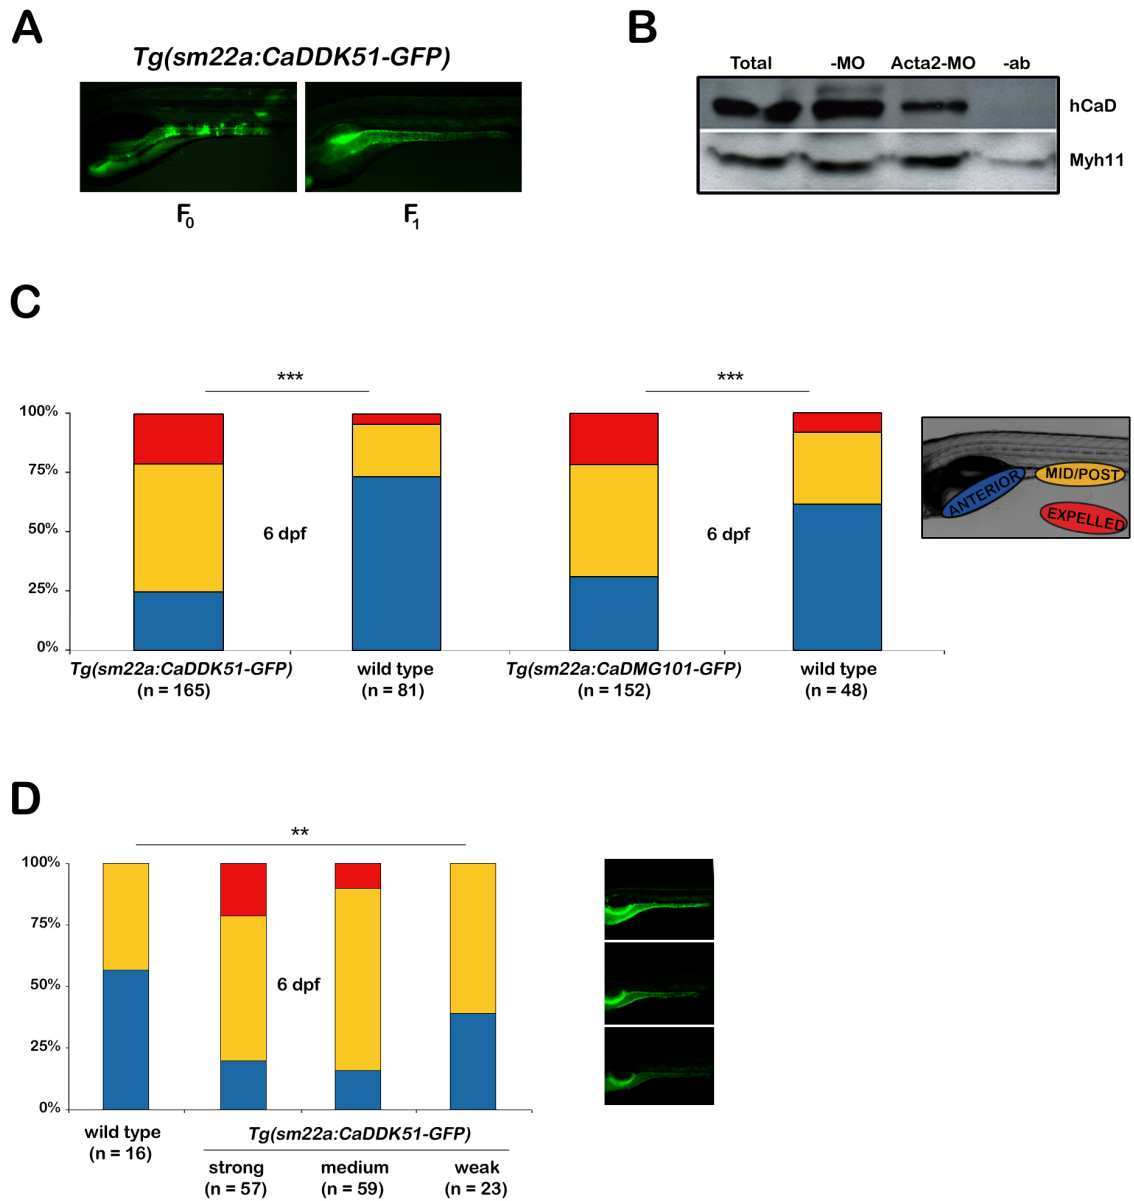 A
Tg(sm22a:CaDDK51-GFP)
F0
F1
B
Total -MO Acta2-MO -ab
hCaD
Myh11
C
*** ***
100%
75%
50%
25%
0%
6 dpf 6 dpf
ANTERIOR
MID/POST
EXPELLED
Tg(sm22a:CaDDK51-GFP) wild type Tg(sm22a:CaDMG101-GFP) wild type
(n = 165) (n = 81) (n = 152) (n = 48)
D
**
100%
75%
50%
25%
0%
6 dpf
wild type Tg(sm22a:CaDDK51-GFP)
(n = 16)
strong medium weak
(n = 57) (n = 59) (n = 23)